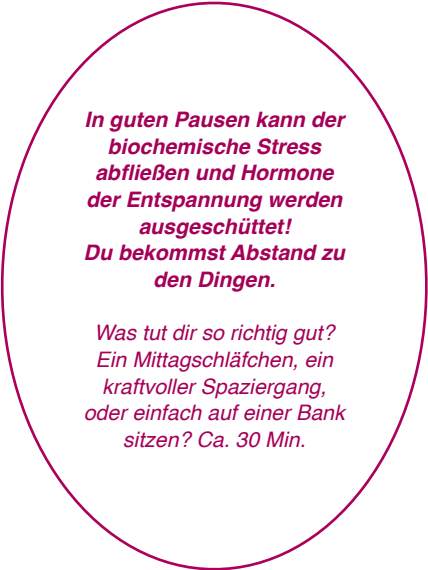 In guten Pausen kann der
biochemische Stress
abfließen und Hormone
der Entspannung werden
ausgeschüttet!
Du bekommst Abstand zu
den Dingen.
Was tut dir so richtig gut?
Ein Mittagschläfchen, ein
kraftvoller Spaziergang,
oder einfach auf einer Bank
sitzen? Ca. 30 Min.